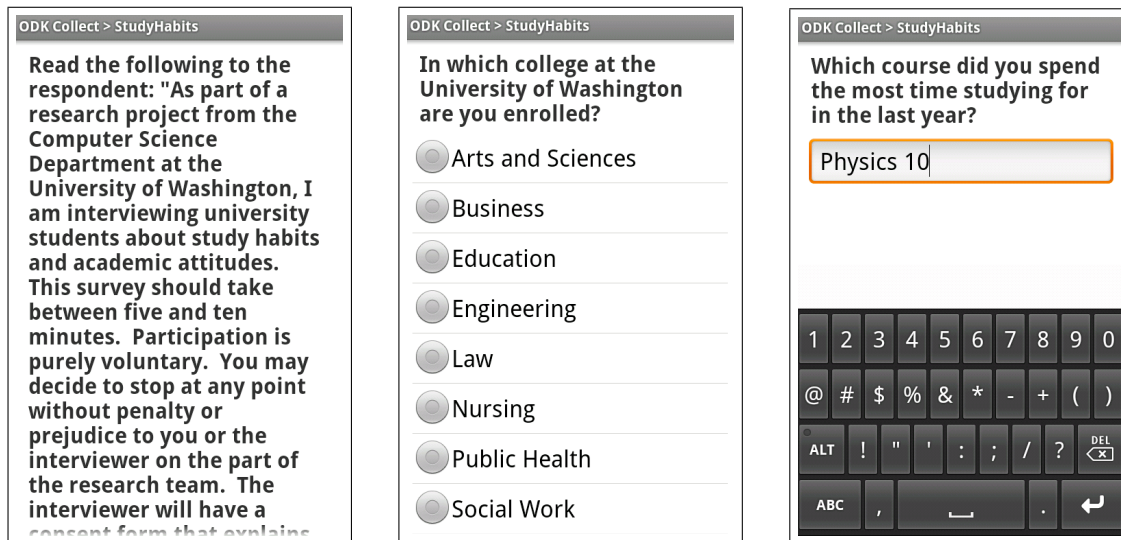 ODK Collect > StudyHabits
Read the following to the
respondent: "As part of a
research project from the
Computer Science
Department at the
University of Washington, I
am interviewing university
students about study habits
and academic attitudes.
This survey should take
between five and ten
minutes.  Participation is
purely voluntary.  You may
decide to stop at any point
without penalty or
prejudice to you or the
interviewer on the part of
the research team.  The
interviewer will have a
consent form that explains
ODK Collect > StudyHabits
In which college at the
University of Washington
are you enrolled?
Arts and Sciences
Business
Education
Engineering
Law
Nursing
Public Health
Social Work
ODK Collect > StudyHabits
Which course did you spend
the most time studying for
in the last year?
Physics 10
1 2 3 4 5 6 7 8 9 0
@ # $ % & * - + ( )
ALT ! " ' : ; / ? DEL
ABC , .